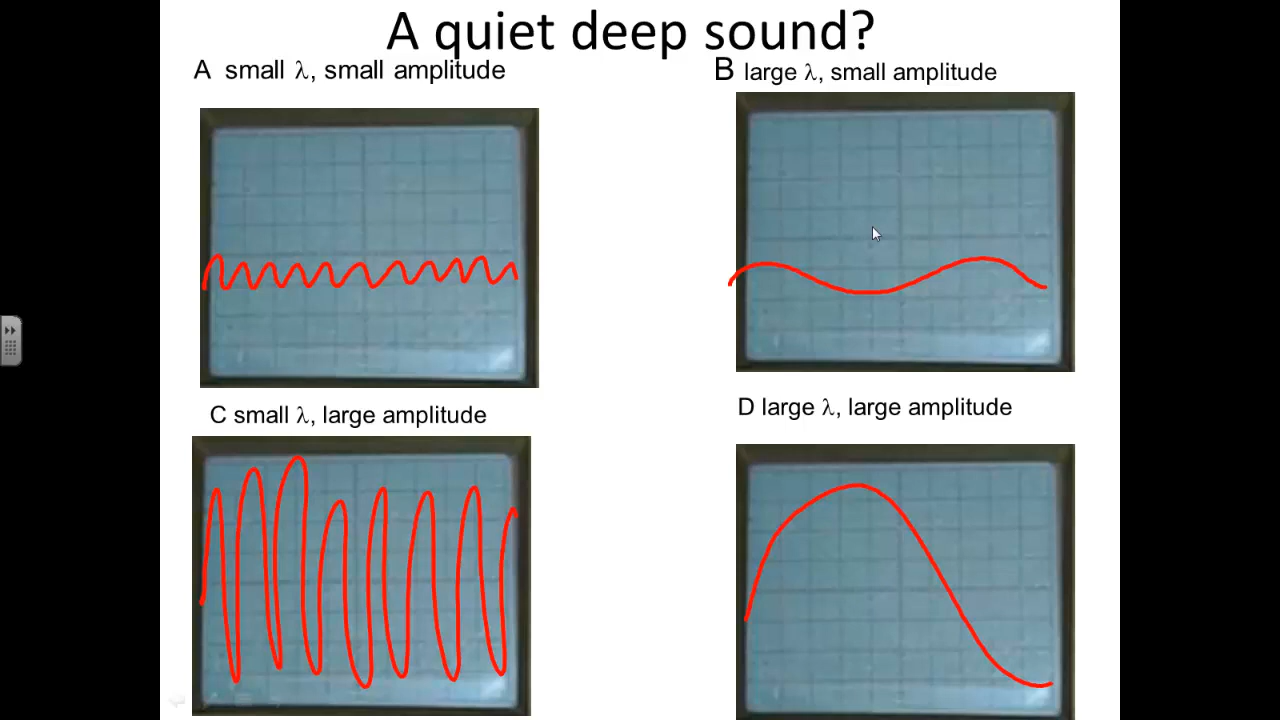 A quiet deep sound?
A small λ, small amplitude
B large λ, small amplitude
C small λ, large amplitude
D large λ, large amplitude